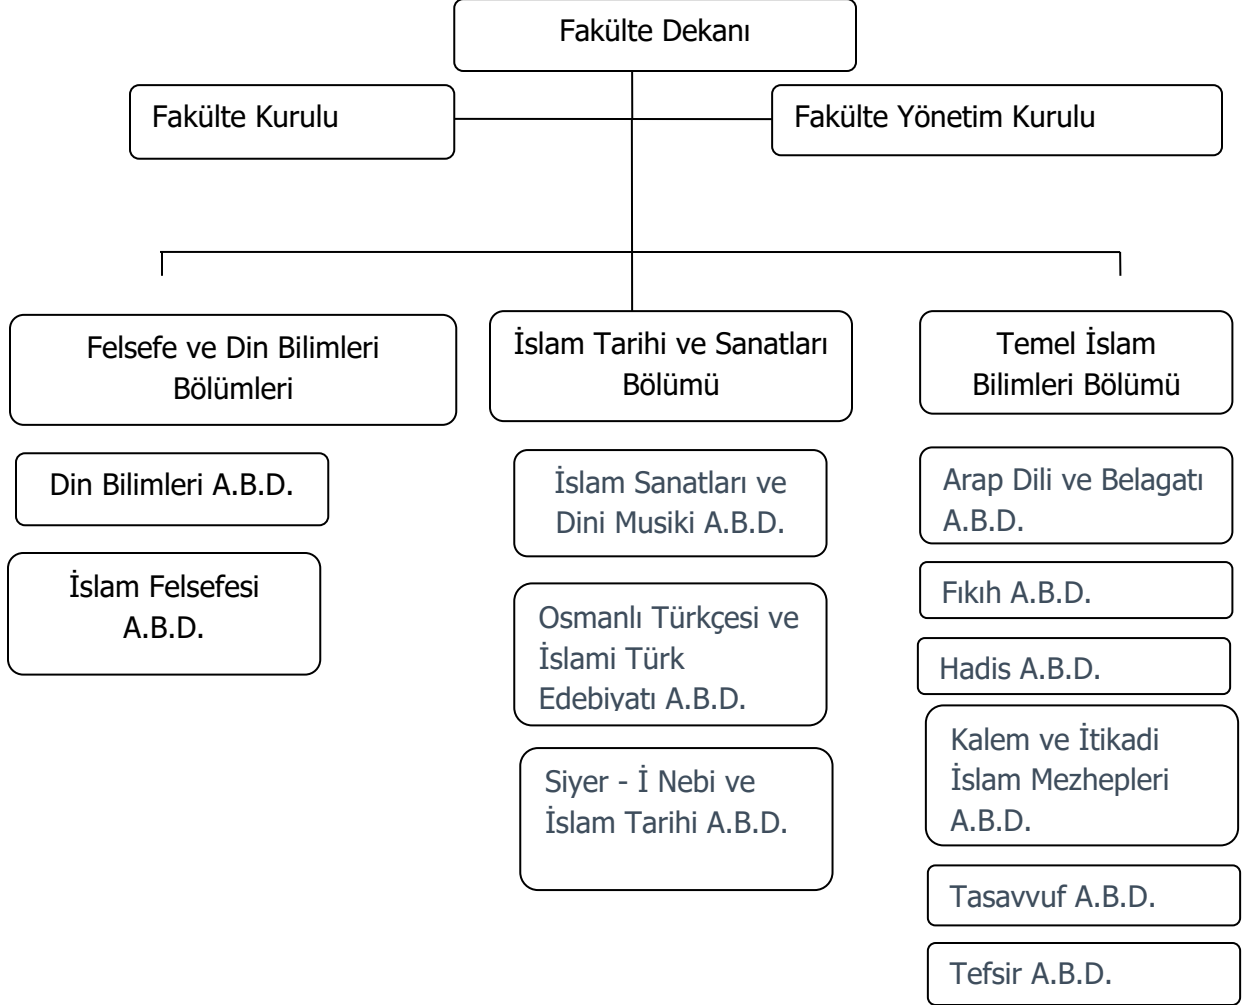 Fakülte Dekanı
Fakülte Kurulu
Fakülte Yönetim Kurulu
Felsefe ve Din Bilimleri
Bölümleri
Din Bilimleri A.B.D.
İslam Felsefesi
A.B.D.
İslam Tarihi ve Sanatları
Bölümü
İslam Sanatları ve
Dini Musiki A.B.D.
Osmanlı Türkçesi ve
İslami Türk
Edebiyatı A.B.D.
Siyer - İ Nebi ve
İslam Tarihi A.B.D.
Temel İslam
Bilimleri Bölümü
Arap Dili ve Belagatı
A.B.D.
Fıkıh A.B.D.
Hadis A.B.D.
Kalem ve İtikadi
İslam Mezhepleri
A.B.D.
Tasavvuf A.B.D.
Tefsir A.B.D.